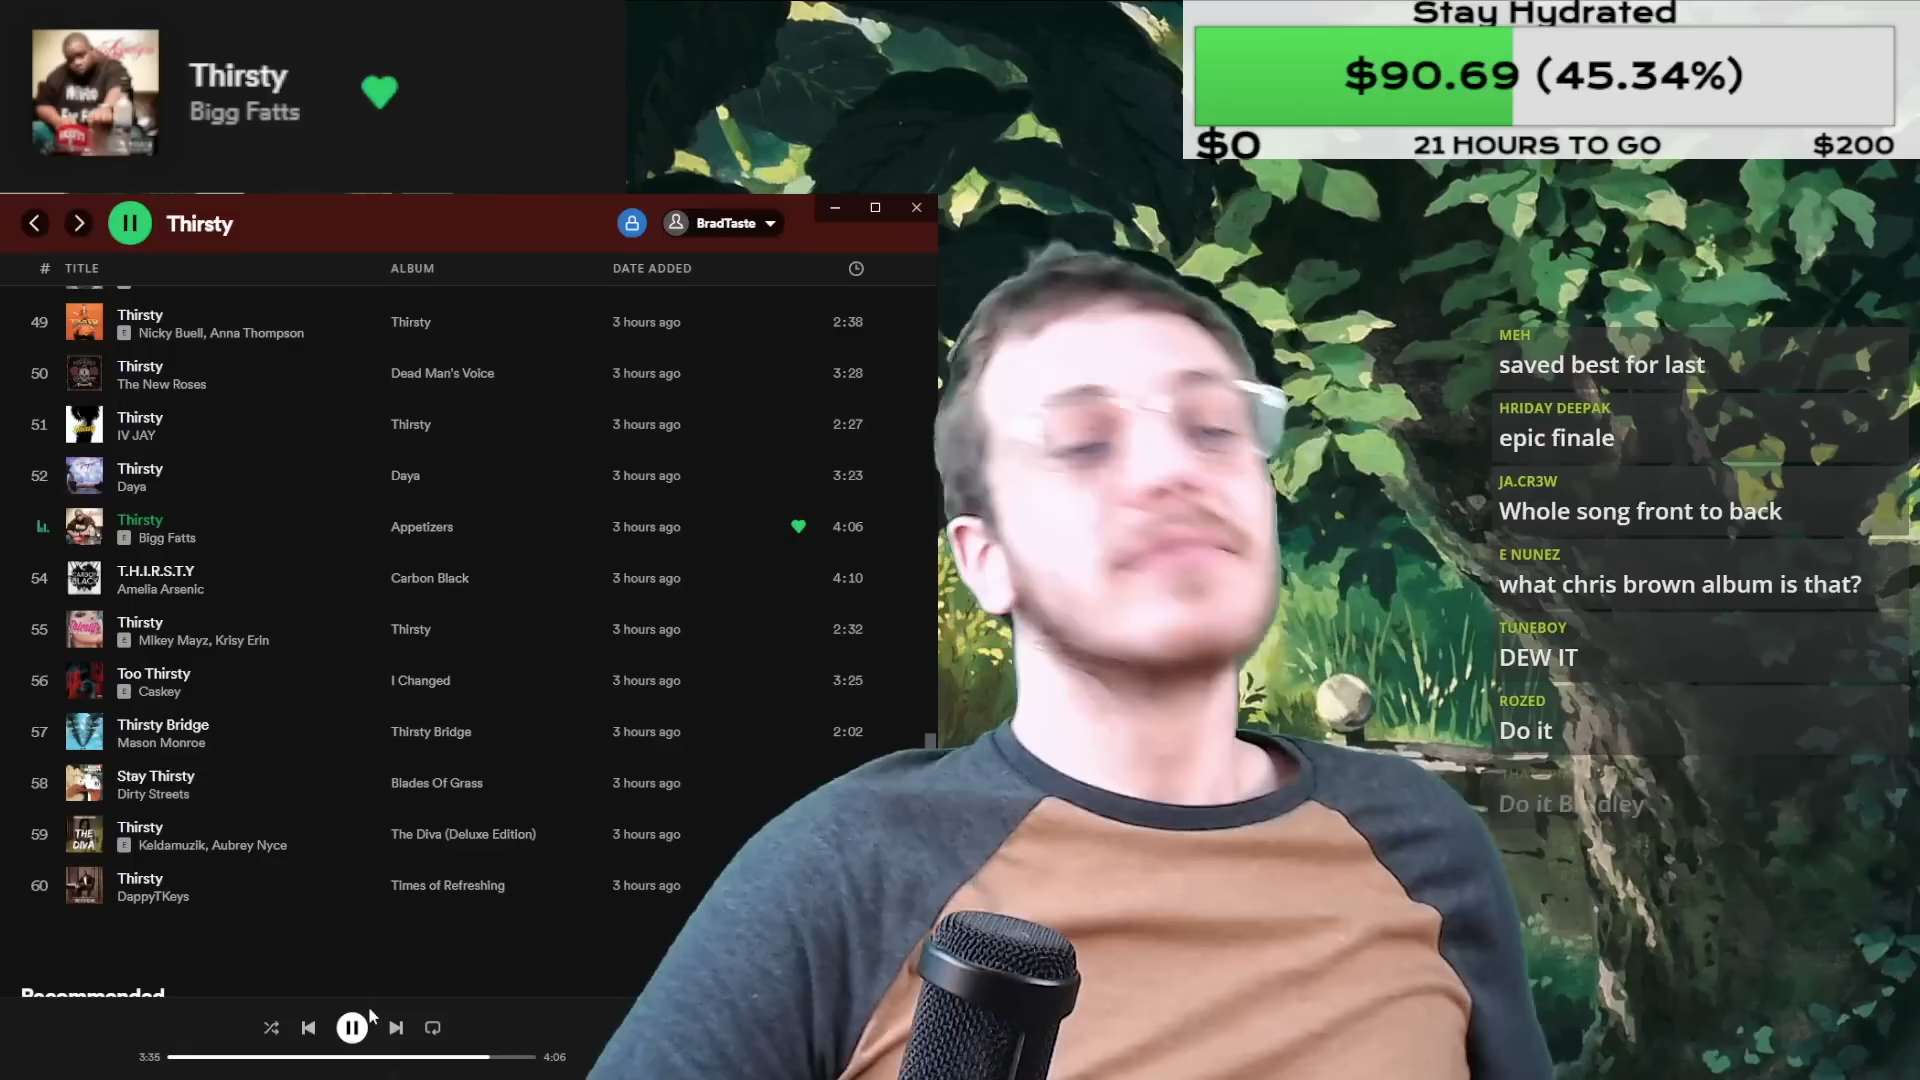 Thirsty
Bigg Fatts
Stay Hydrated
$90.69 (45.34%)
$0
21 HOURS TO GO
$200
Thirsty
BradTaste
# TITLE ALBUM DATE ADDED
49 Thirsty Thirsty 3 hours ago 2:38
E Nicky Buell, Anna Thompson
50 Thirsty Dead Man's Voice 3 hours ago 3:28
The New Roses
51 Thirsty Thirsty 3 hours ago 2:27
IV JAY
52 Thirsty Daya 3 hours ago 3:23
Daya
Thirsty Appetizers 3 hours ago 4:06
E Bigg Fatts
54 T.H.I.R.S.T.Y Carbon Black 3 hours ago 4:10
Amelia Arsenic
55 Thirsty Thirsty 3 hours ago 2:32
E Mikey Mayz, Krisy Erin
56 Too Thirsty I Changed 3 hours ago 3:25
E Caskey
57 Thirsty Bridge Thirsty Bridge 3 hours ago 2:02
Mason Monroe
58 Stay Thirsty Blades Of Grass 3 hours ago
Dirty Streets
59 Thirsty The Diva (Deluxe Edition) 3 hours ago
E Keldamuzik, Aubrey Nyce
THE DIVA
60 Thirsty Times of Refreshing 3 hours ago
DappyTKeys
Recommended
3:35 4:06
MEH
saved best for last
HRIDAY DEEPAK
epic finale
JA.CR3W
Whole song front to back
E NUNEZ
what chris brown album is that?
TUNEBOY
DEW IT
ROZED
Do it
Do it Bradley